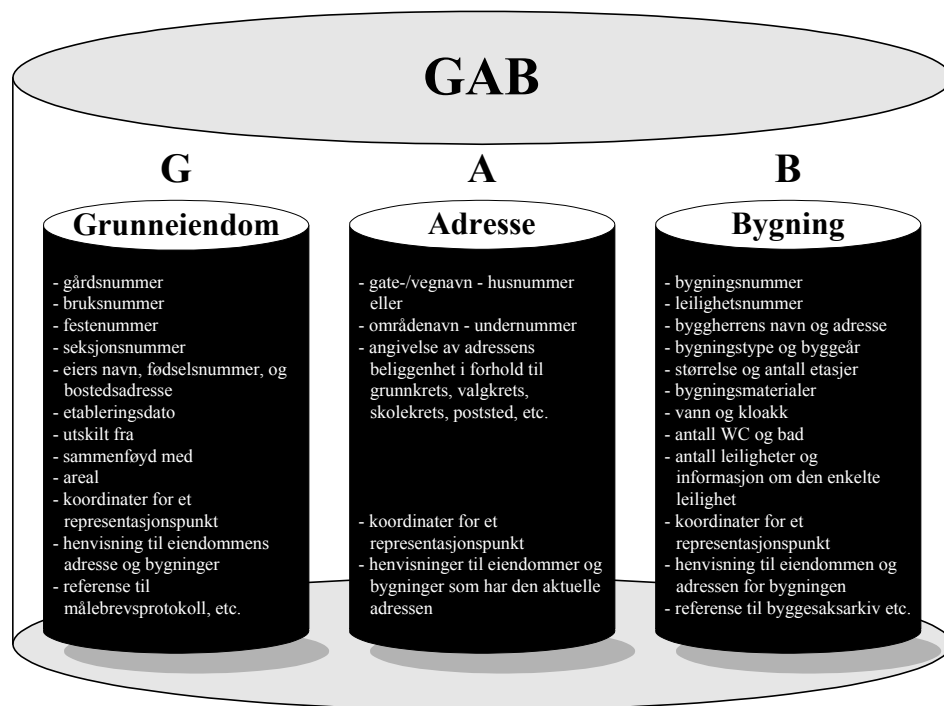 GAB
G
Grunneiendom
- gårdsnummer
- bruksnummer
- festenummer
- seksjonsnummer
- eiers navn, fødselsnummer, og
bostedsadresse
- etableringsdato
- utskilt fra
- sammenføyd med
- areal
- koordinater for et
representasjonspunkt
- henvisning til eiendommens
adresse og bygninger
- referense til
målebrevsprotokoll, etc.
A
Adresse
- gate-/vegnavn - husnummer
eller
- områdenavn - undernummer
- angivelse av adressens
beliggenhet i forhold til
grunnkrets, valgkrets,
skolekrets, poststed, etc.
- koordinater for et
representasjonspunkt
- henvisninger til eiendommer og
bygninger som har den aktuelle
adressen
B
Bygning
- bygningsnummer
- leilighetsnummer
- byggherrens navn og adresse
- bygningstype og byggeår
- størrelse og antall etasjer
- bygningsmaterialer
- vann og kloakk
- antall WC og bad
- antall leiligheter og
informasjon om den enkelte
leilighet
- koordinater for et
representasjonspunkt
- henvisning til eiendommen og
adressen for bygningen
- referense til byggesaksarkiv etc.